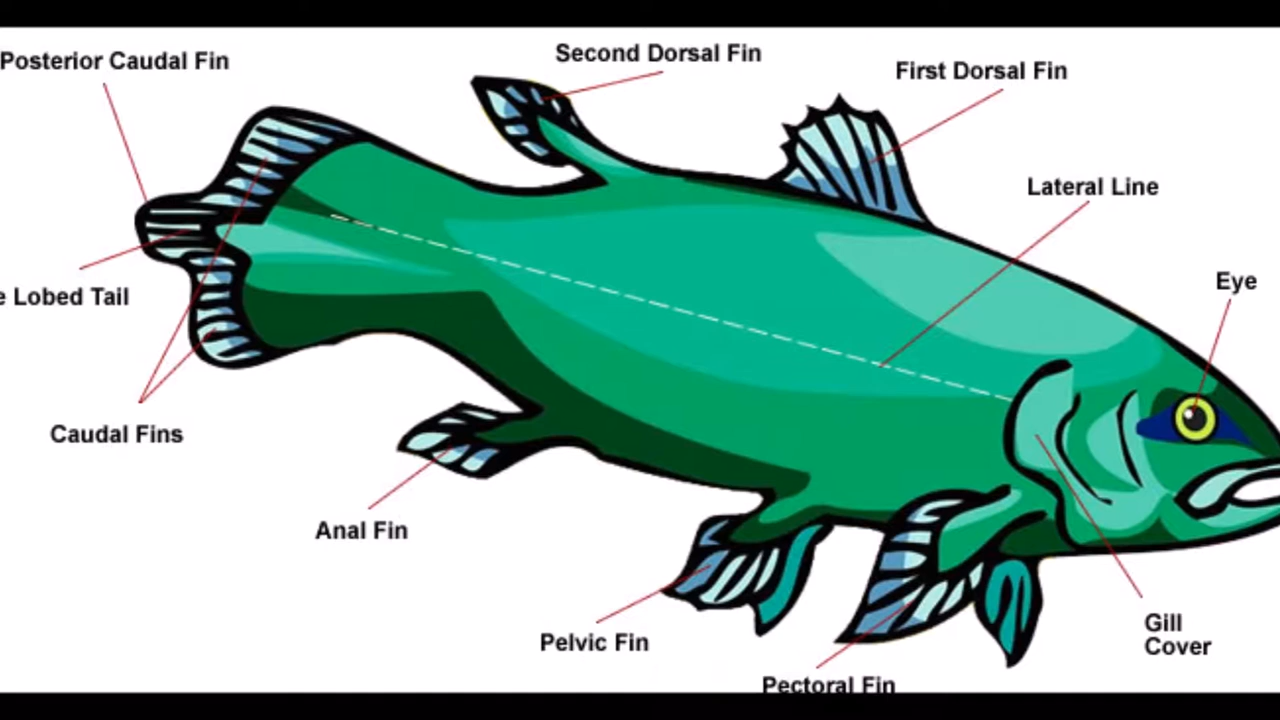 Posterior Caudal Fin
Second Dorsal Fin
First Dorsal Fin
Lateral Line
Eye
e Lobed Tail
Caudal Fins
Anal Fin
Pelvic Fin
Pectoral Fin
Gill
Cover